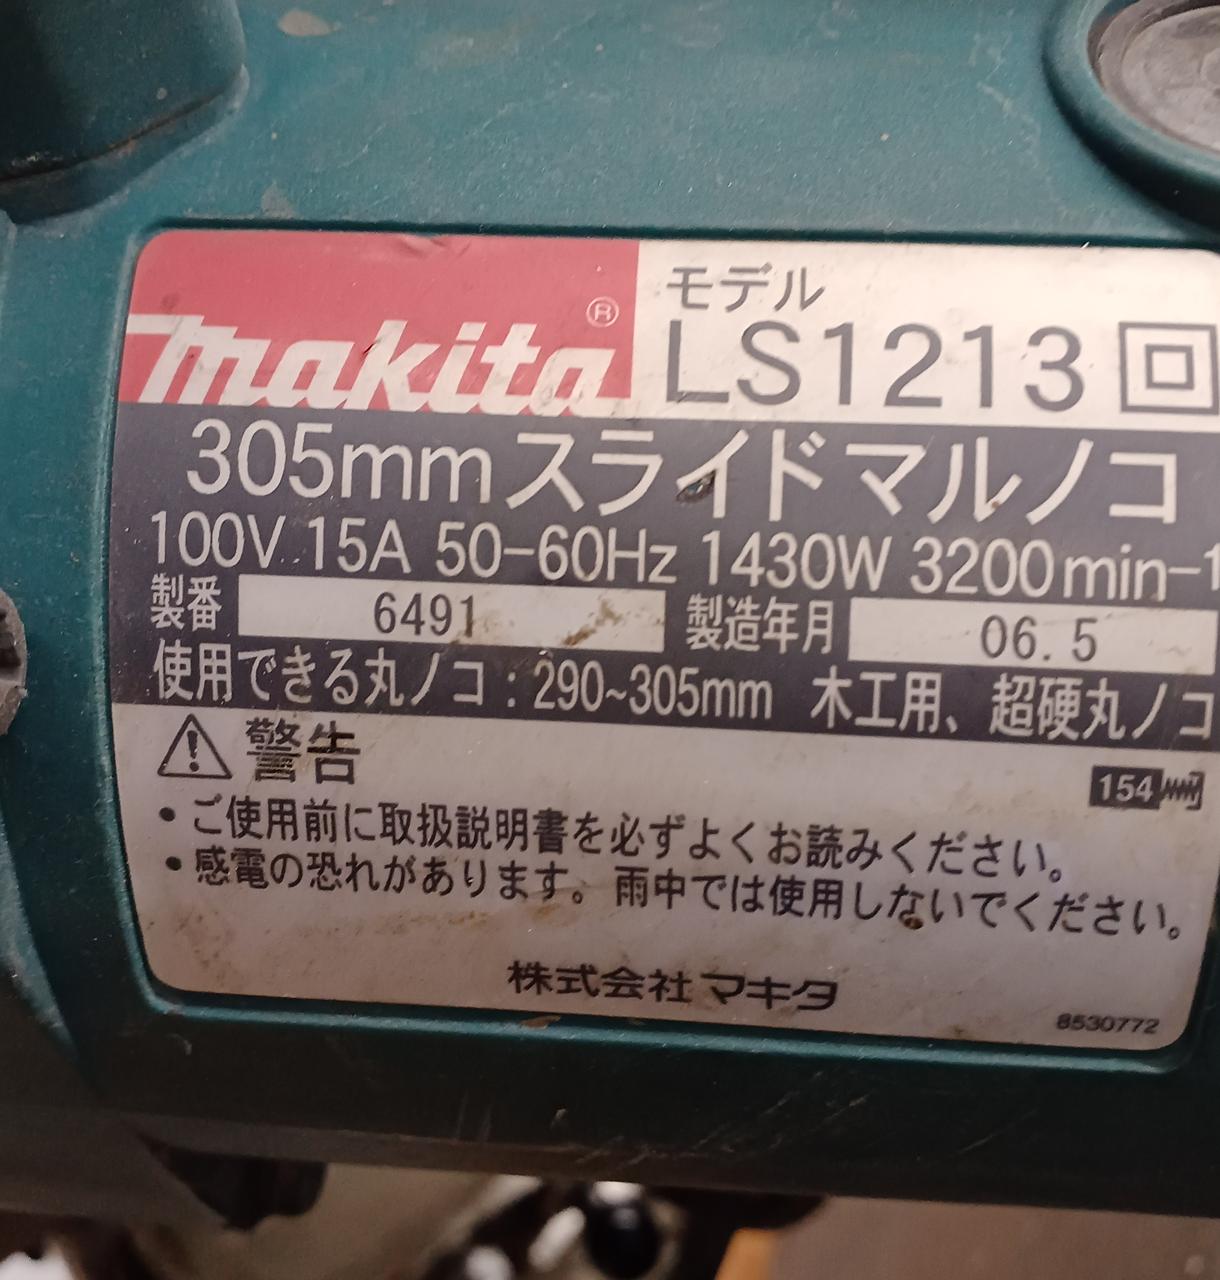 makita®
モデル
LS1213
305mmスライドマルノコ
100V 15A 50-60Hz 1430W 3200min-1
製番 6491 製造年月 06.5
使用できる丸ノコ:290~305mm 木工用、超硬丸ノコ
警告
154
・ご使用前に取扱説明書を必ずよくお読みください。
・感電の恐れがあります。雨中では使用しないでください。
株式会社マキタ
8530772